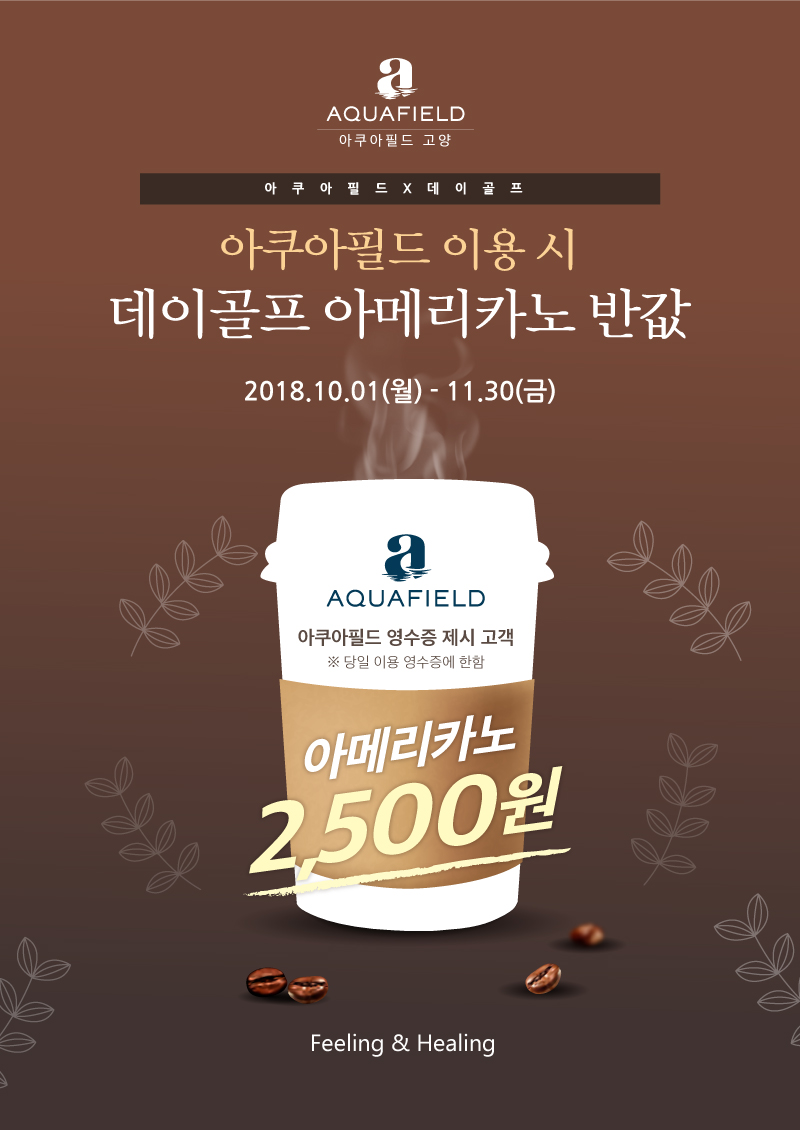 a
AQUAFIELD
아쿠아필드 고양
아쿠아필드X데이골프
아쿠아필드 이용 시
데이골프 아메리카노 반값
2018.10.01(월) - 11.30(금)
a
AQUAFIELD
아쿠아필드 영수증 제시 고객
※ 당일 이용 영수증에 한함
아메리카노
2,500원
Feeling & Healing